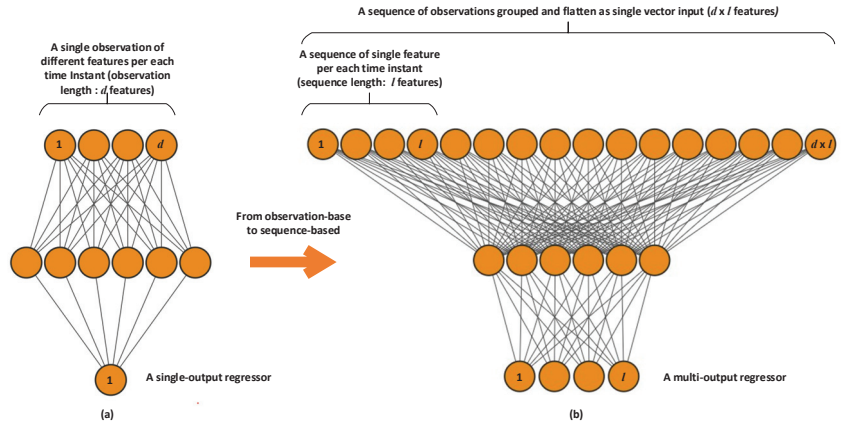 A sequence of observations grouped and flatten as single vector input (d x l features)
A single observation of
different features per each
time Instant (observation
length : d features)
A sequence of single feature
per each time instant
(sequence length: l features)
1
d
1
l
d x l
From observation-base
to sequence-based
1
A single-output regressor
1
l
A multi-output regressor
(a)
(b)